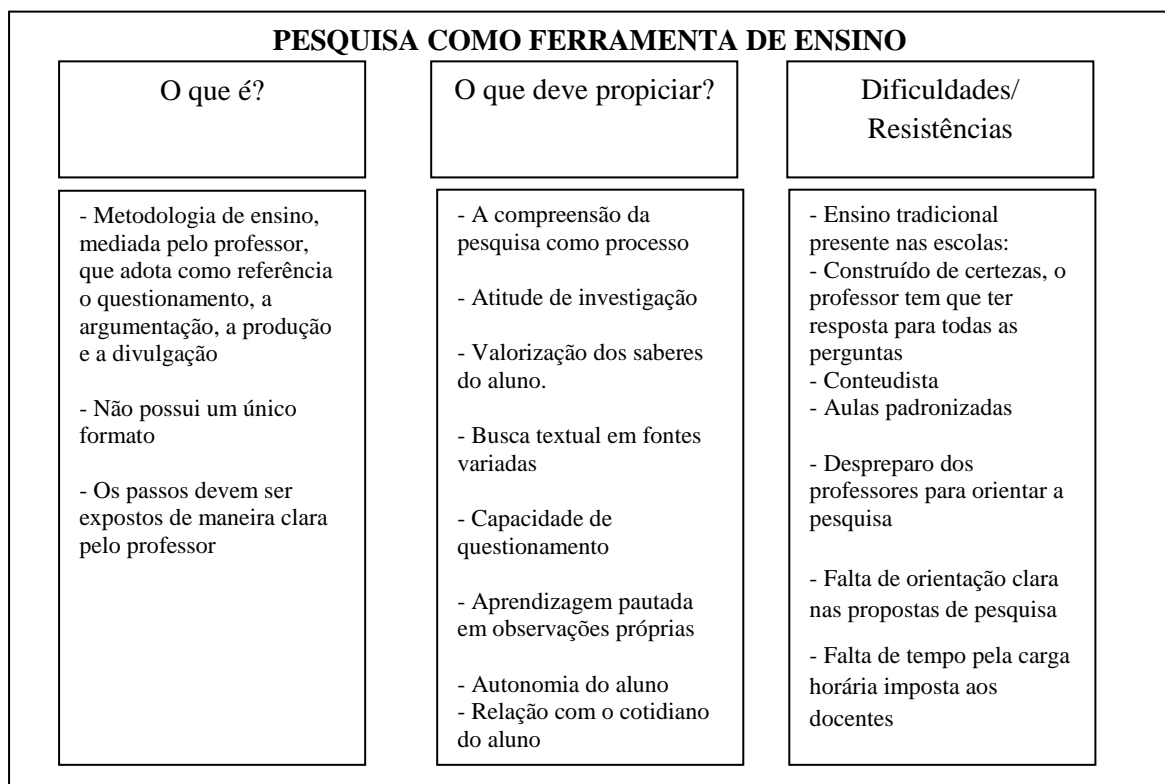 PESQUISA COMO FERRAMENTA DE ENSINO
O que é?
- Metodologia de ensino,
mediada pelo professor,
que adota como referência
o questionamento, a
argumentação, a produção
e a divulgação
- Não possui um único
formato
- Os passos devem ser
expostos de maneira clara
pelo professor
O que deve propiciar?
- A compreensão da
pesquisa como processo
- Atitude de investigação
- Valorização dos saberes
do aluno.
- Busca textual em fontes
variadas
- Capacidade de
questionamento
- Aprendizagem pautada
em observações próprias
- Autonomia do aluno
- Relação com o cotidiano
do aluno
Dificuldades/
Resistências
- Ensino tradicional
presente nas escolas:
- Construído de certezas, o
professor tem que ter
resposta para todas as
perguntas
- Conteudista
- Aulas padronizadas
- Despreparo dos
professores para orientar a
pesquisa
- Falta de orientação clara
nas propostas de pesquisa
- Falta de tempo pela carga
horária imposta aos
docentes